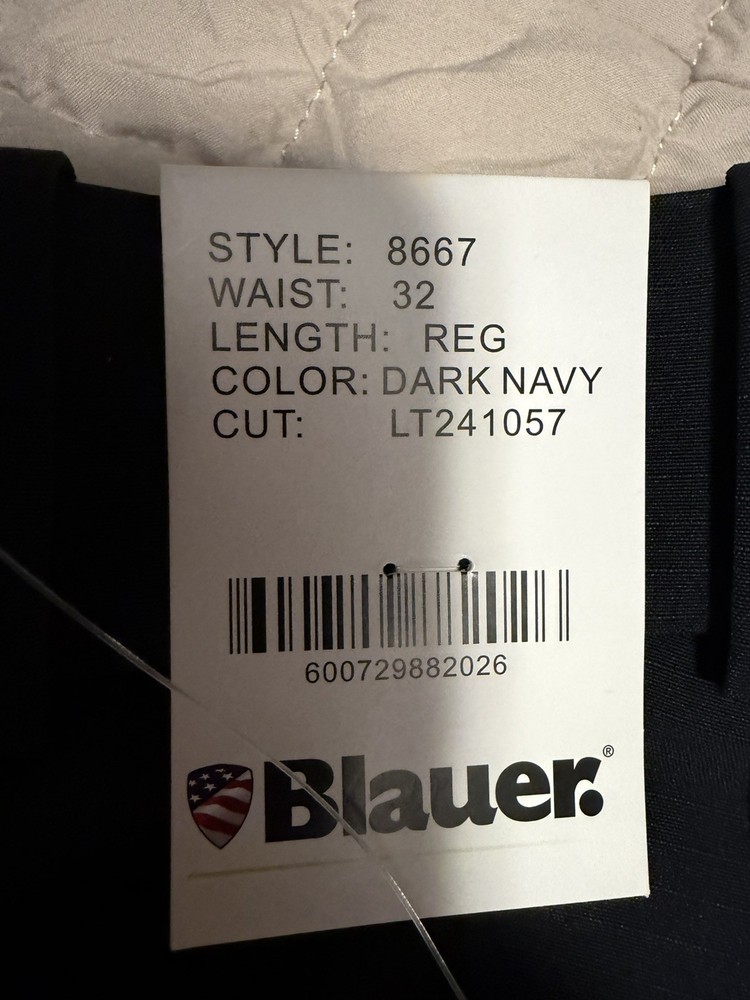 STYLE: 8667
WAIST: 32
LENGTH: REG
COLOR: DARK NAVY
CUT: LT241057
600729882026
Blauer.®